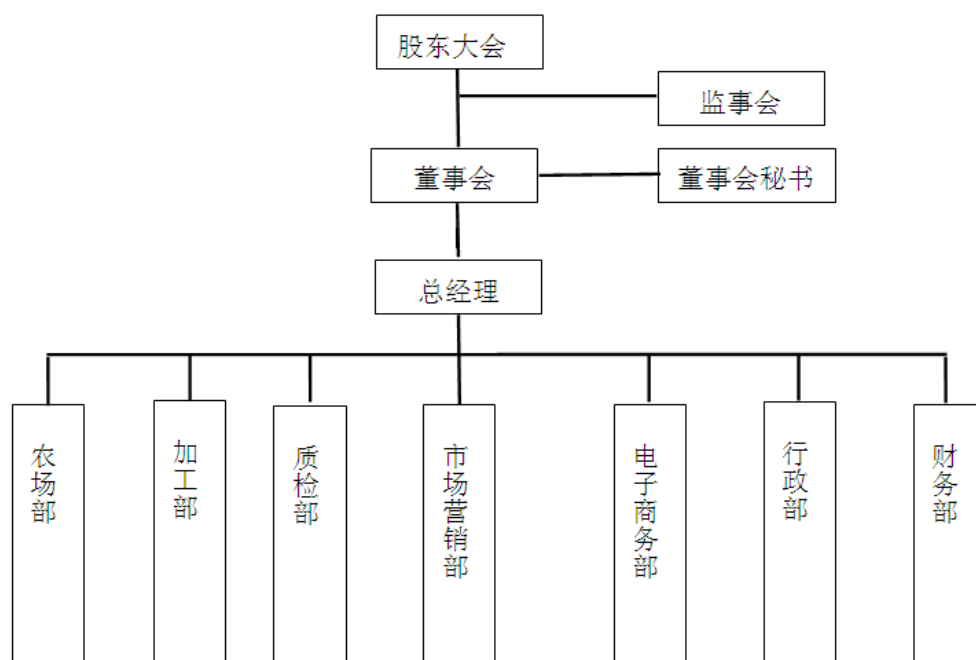 股东大会
监事会
董事会
董事会秘书
总经理
农场部
加工部
质检部
市场营销部
电子商务部
行政部
财务部